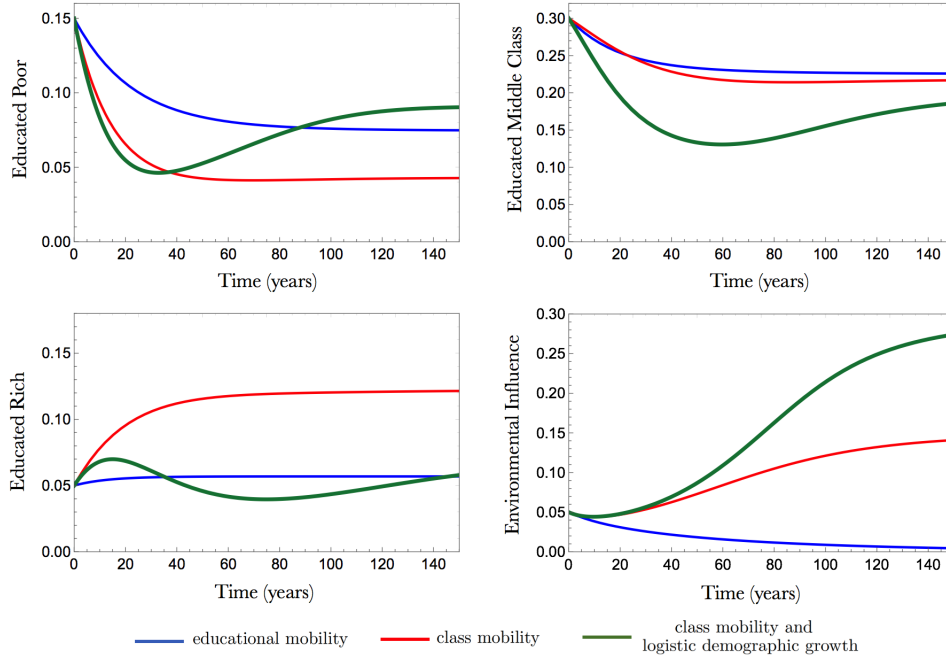 Educated Poor
0.15
0.10
0.05
0.00
0 20 40 60 80 100 120 140
Time (years)
Educated Middle Class
0.30
0.25
0.20
0.15
0.10
0.05
0.00
0 20 40 60 80 100 120 140
Time (years)
Educated Rich
0.15
0.10
0.05
0.00
0 20 40 60 80 100 120 140
Time (years)
Environmental Influence
0.30
0.25
0.20
0.15
0.10
0.05
0.00
0 20 40 60 80 100 120 140
Time (years)
educational mobility
class mobility
class mobility and
logistic demographic growth